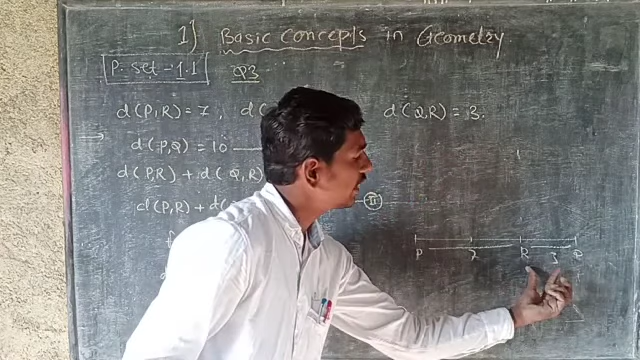 1] Basic Concepts in Geometry
P. set - 1.1 Q3
d(P,R) = 7, d( d(Q,R) = 3.
→ d(P,Q) = 10
d(P,R) + d(Q,R)
d(P,R) + d( II
P 7 R 3 Q